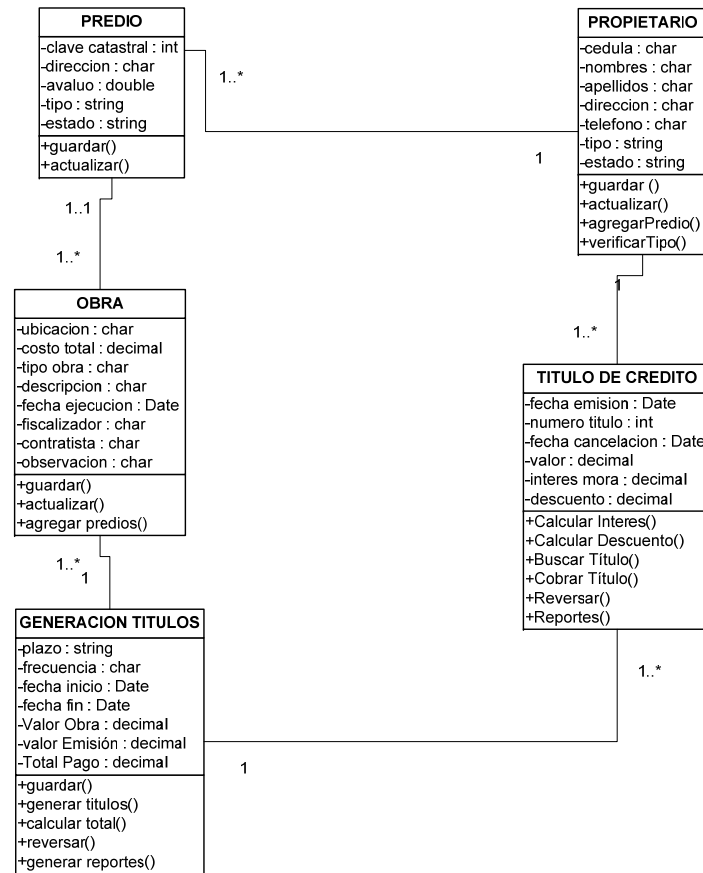 PREDIO
-clave catastral : int
-direccion : char
-avaluo : double
-tipo : string
-estado : string
+guardar()
+actualizar()
1..*
1
PROPIETARIO
-cedula : char
-nombres : char
-apellidos : char
-direccion : char
-telefono : char
-tipo : string
-estado : string
+guardar ()
+actualizar()
+agregarPredio()
+verificarTipo()
1..1
1..*
OBRA
-ubicacion : char
-costo total : decimal
-tipo obra : char
-descripcion : char
-fecha ejecucion : Date
-fiscalizador : char
-contratista : char
-observacion : char
+guardar()
+actualizar()
+agregar predios()
1
1..*
TITULO DE CREDITO
-fecha emision : Date
-numero titulo : int
-fecha cancelacion : Date
-valor : decimal
-interes mora : decimal
-descuento : decimal
+Calcular Interes()
+Calcular Descuento()
+Buscar Título()
+Cobrar Título()
+Reversar()
+Reportes()
1..*
1
GENERACION TITULOS
-plazo : string
-frecuencia : char
-fecha inicio : Date
-fecha fin : Date
-Valor Obra : decimal
-valor Emisión : decimal
-Total Pago : decimal
+guardar()
+generar titulos()
+calcular total()
+reversar()
+generar reportes()
1..*
1